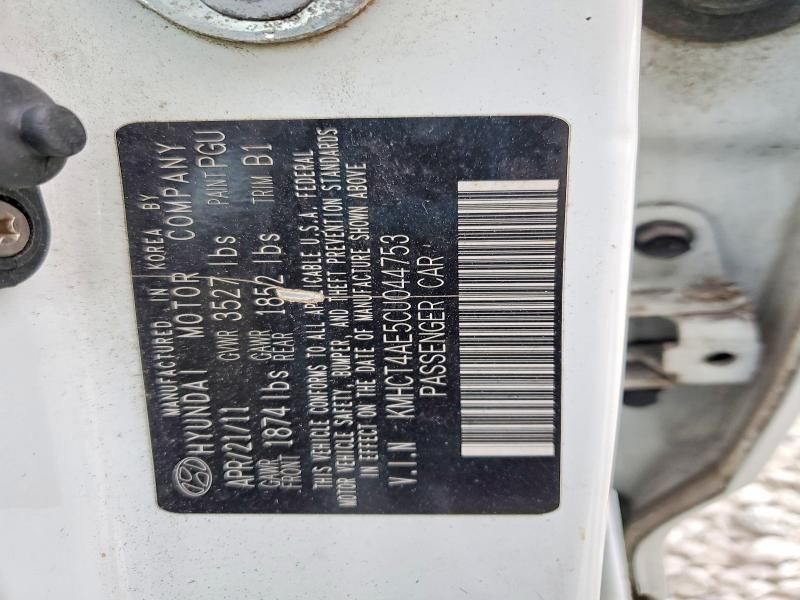 MANUFACTURED IN KOREA BY
HYUNDAI MOTOR COMPANY
APR/21/11 GVWR 3527 lbs PAINT PGU
GAWR FRONT 1874 lbs GAWR REAR 1852 lbs TRIM B1
THIS VEHICLE CONFORMS TO ALL APPLICABLE U.S.A. FEDERAL
MOTOR VEHICLE SAFETY, BUMPER, AND THEFT PREVENTION STANDARDS
IN EFFECT ON THE DATE OF MANUFACTURE SHOWN ABOVE.
V.I.N KMHCT4AE5CU044753
PASSENGER CAR